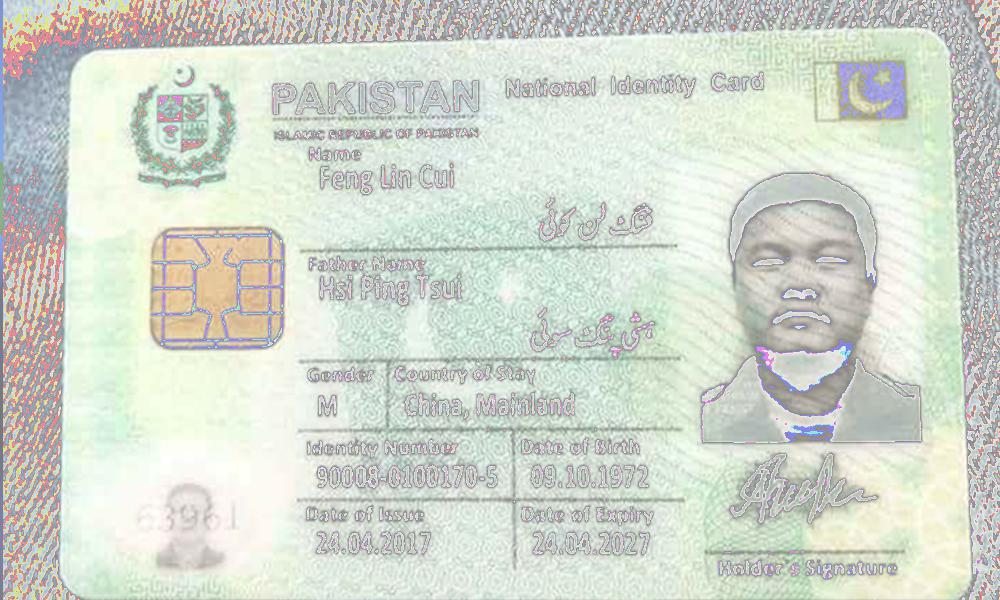 PAKISTAN National Identity Card
ISLAMIC REPUBLIC OF PAKISTAN
Name
Feng Lin Cui
فنگ لن کوئی
Father Name
Hsi Ping Tsui
ہشی پنگ سوئی
Gender Country of Stay
M China, Mainland
Identity Number Date of Birth
90008-0100170-5 09.10.1972
Date of Issue Date of Expiry
24.04.2017 24.04.2027
63961
Holder's Signature